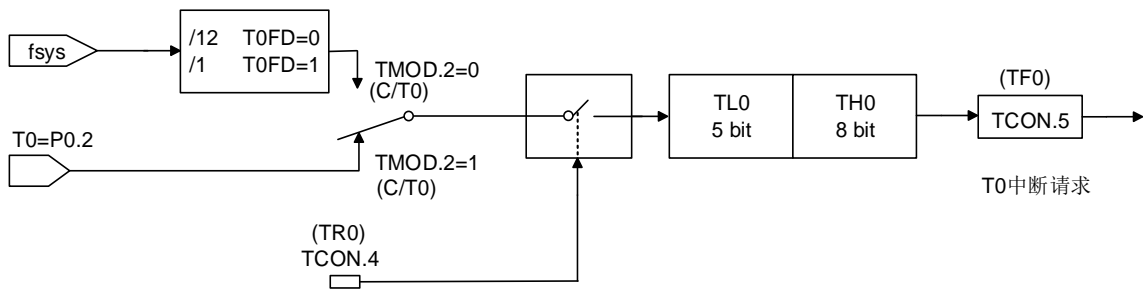 fsys
/12 T0FD=0
/1 T0FD=1
TMOD.2=0
(C/T0)
T0=P0.2
TMOD.2=1
(C/T0)
(TR0)
TCON.4
TL0
5 bit
TH0
8 bit
(TF0)
TCON.5
T0中断请求